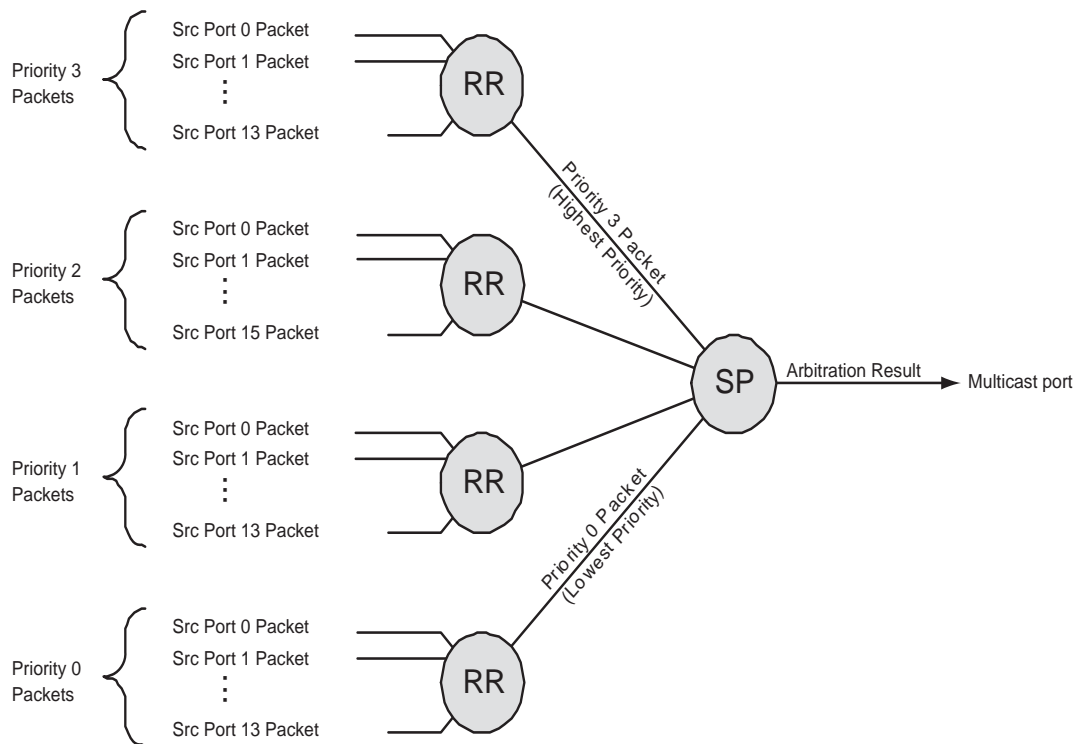 Priority 3
Packets
Src Port 0 Packet
Src Port 1 Packet
Src Port 13 Packet
RR
Priority 3 Packet
(Highest Priority)
Priority 2
Packets
Src Port 0 Packet
Src Port 1 Packet
Src Port 15 Packet
RR
SP
Arbitration Result
Multicast port
Priority 1
Packets
Src Port 0 Packet
Src Port 1 Packet
Src Port 13 Packet
RR
Priority 0 Packet
(Lowest Priority)
Priority 0
Packets
Src Port 0 Packet
Src Port 1 Packet
Src Port 13 Packet
RR